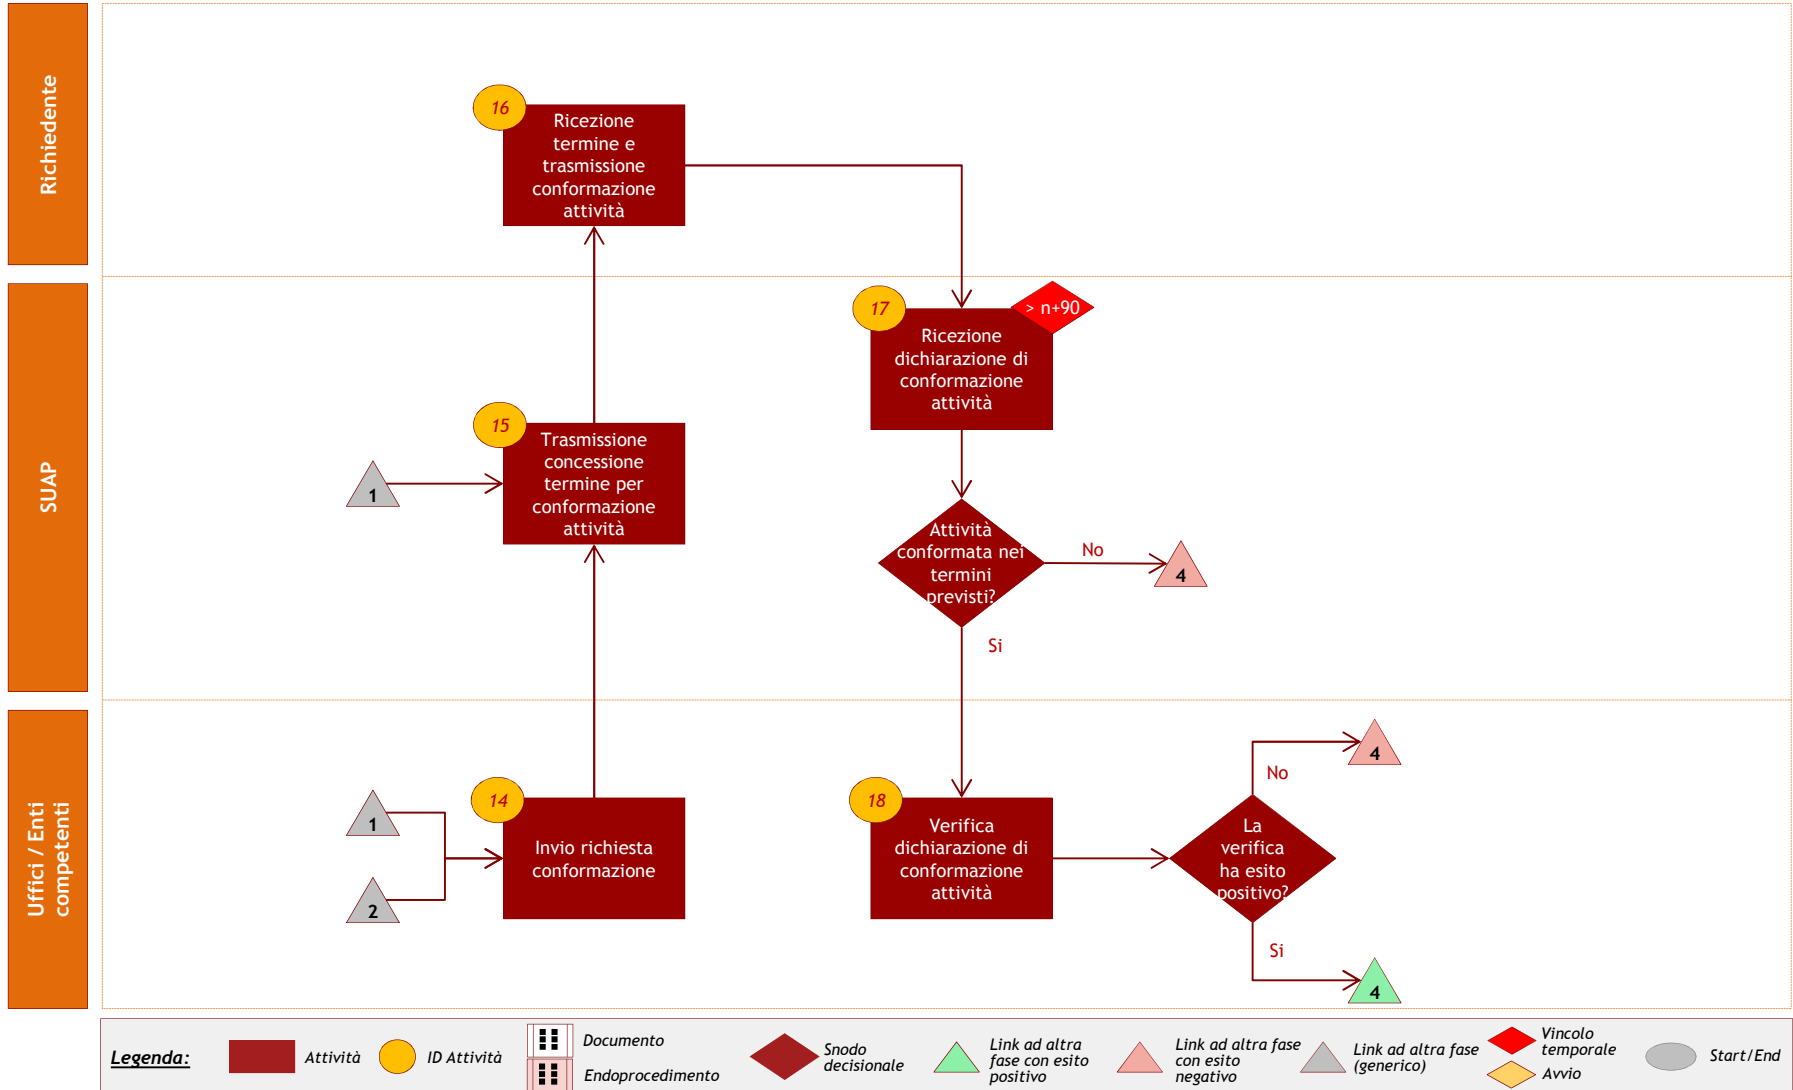 Richiedente
16
Ricezione
termine e
trasmissione
conformazione
attività
SUAP
17
> n+90
Ricezione
dichiarazione di
conformazione
attività
15
Trasmissione
concessione
termine per
conformazione
attività
1
Attività
conformata nei
termini
previsti?
No
4
Si
Uffici / Enti
competenti
1
2
14
Invio richiesta
conformazione
18
Verifica
dichiarazione di
conformazione
attività
La
verifica
ha esito
positivo?
No
4
Si
4
Legenda:
Attività
ID Attività
Documento
Endoprocedimento
Snodo
decisionale
Link ad altra
fase con esito
positivo
Link ad altra fase
con esito
negativo
Link ad altra fase
(generico)
Vincolo
temporale
Avvio
Start/End